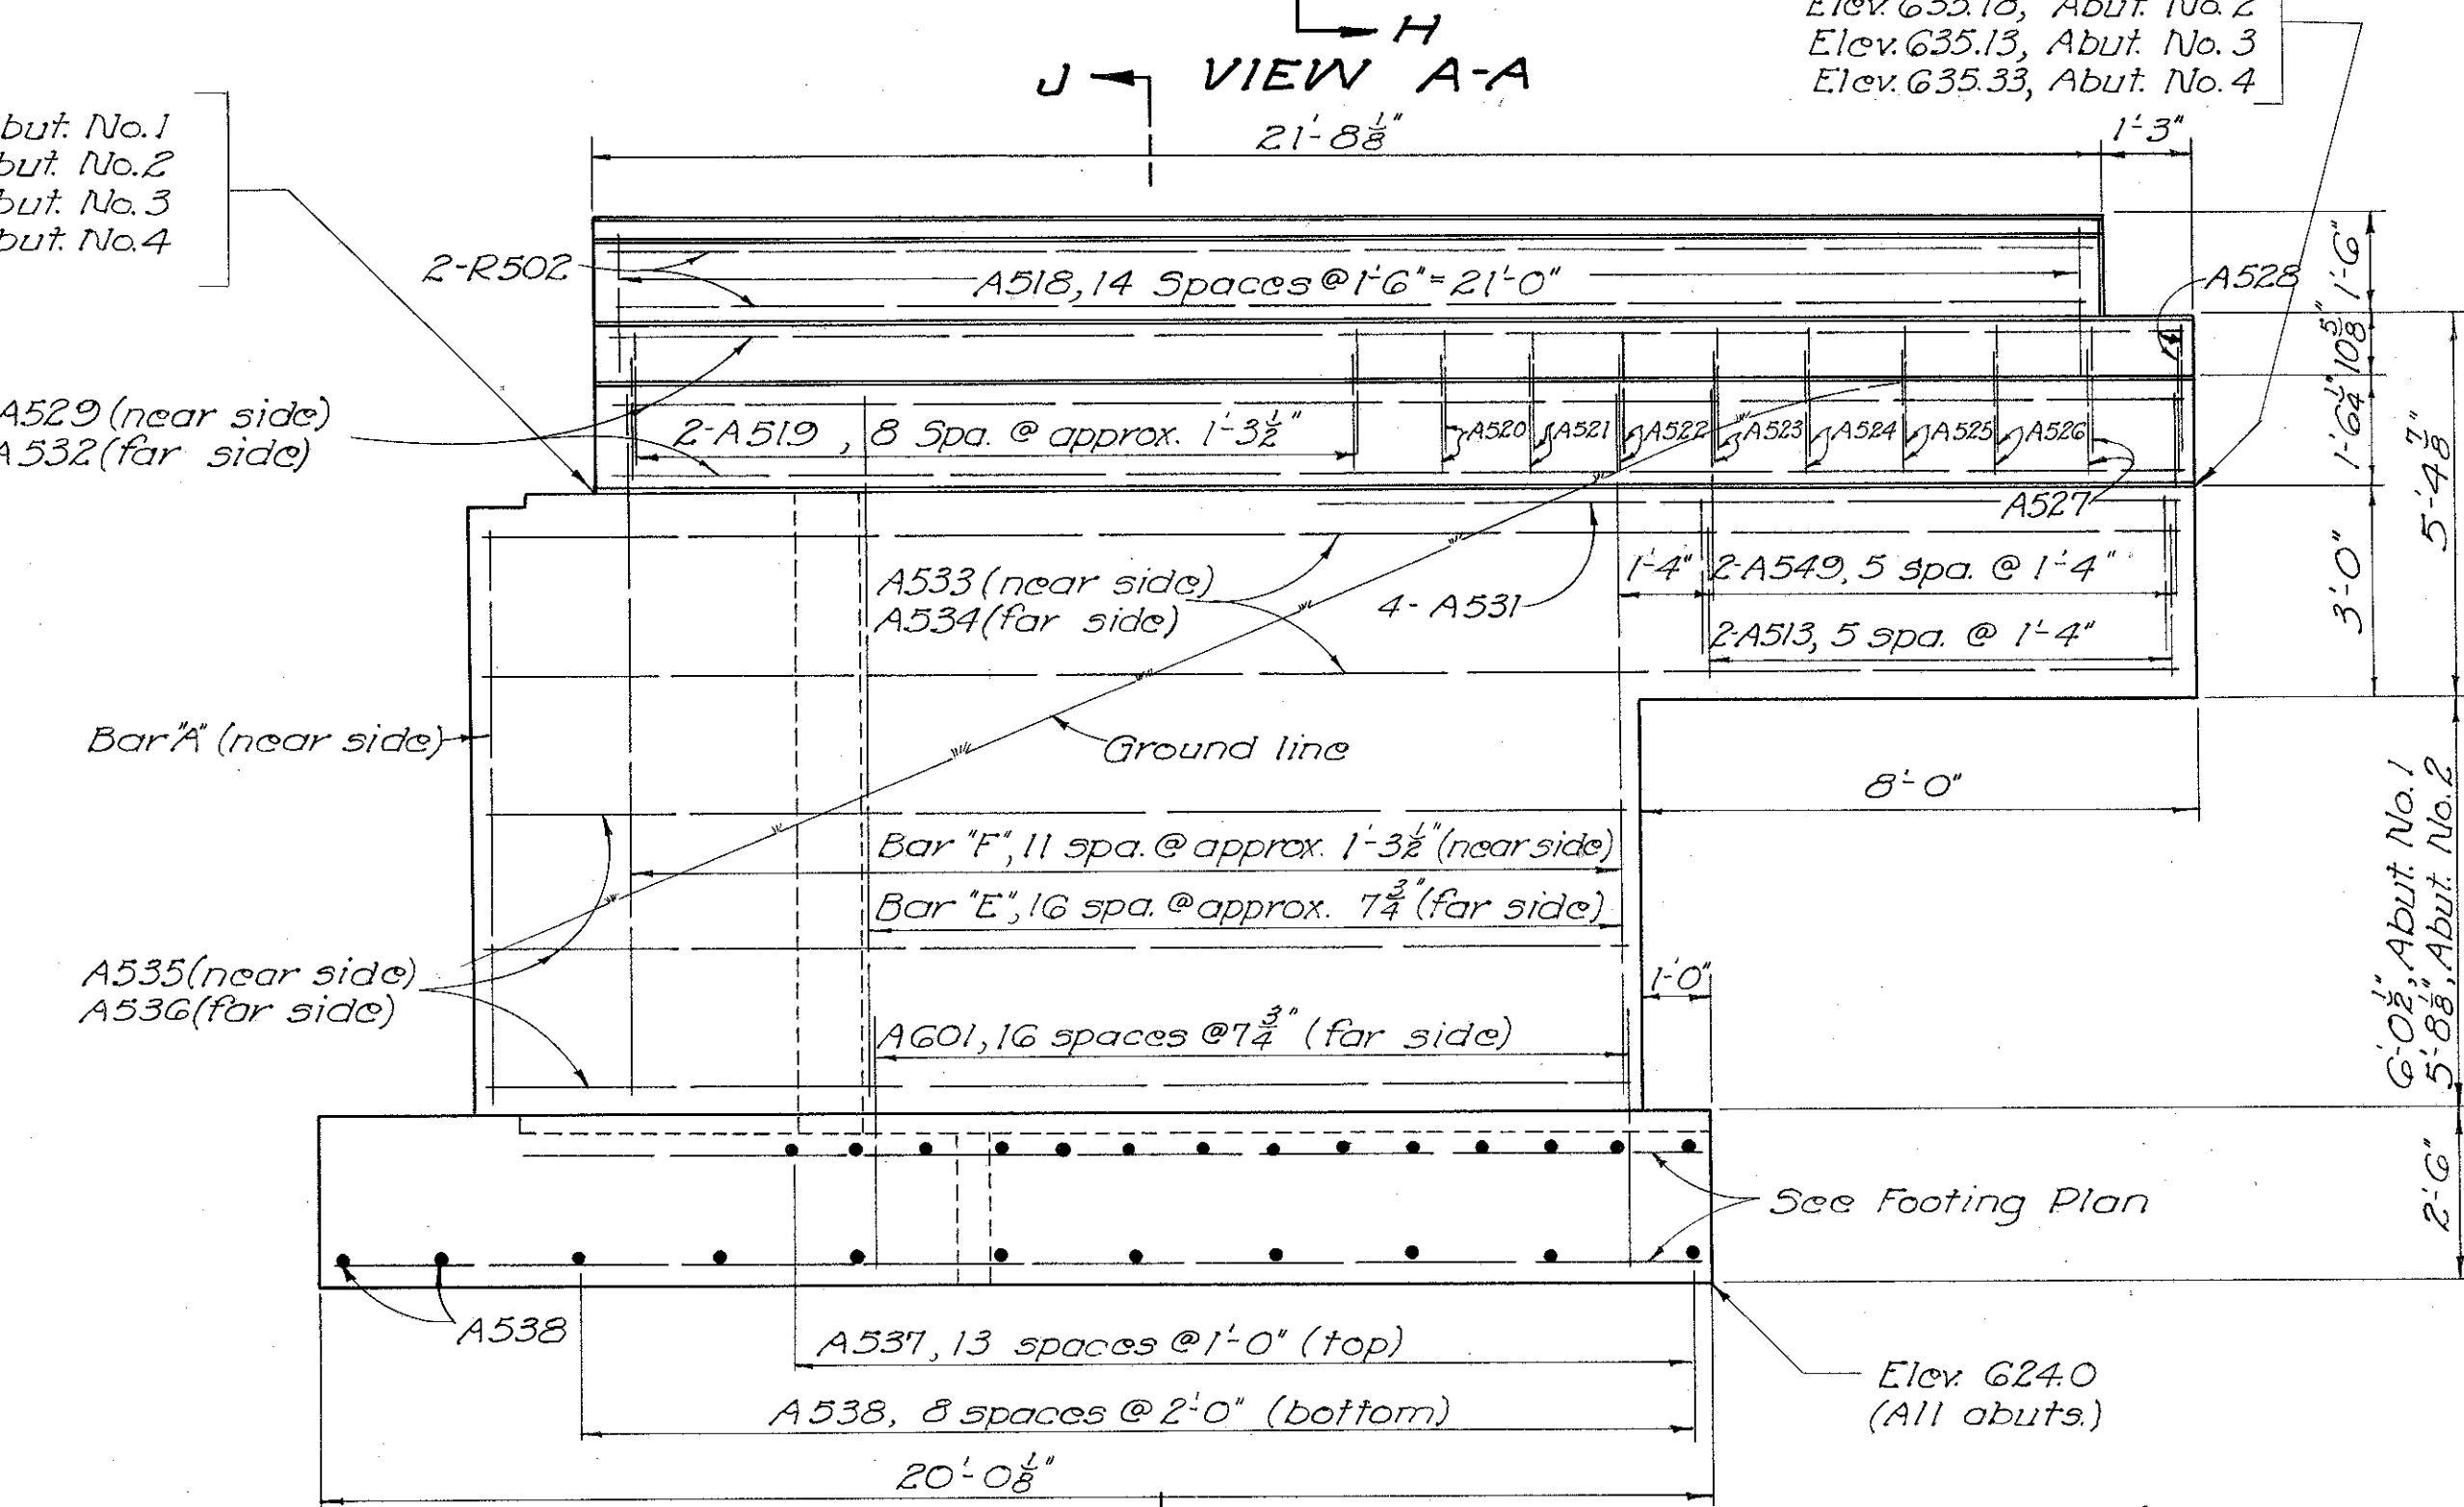 H
J VIEW A-A
Elev. 635.18, Abut. No. 2
Elev. 635.13, Abut. No. 3
Elev. 635.33, Abut. No. 4
but. No. 1
but. No. 2
but. No. 3
but. No. 4
21'-8 1/8"
1'-3"
2-R502
A518, 14 Spaces @ 1'-6" = 21'-0"
A528
1'-6"
10 5/8"
1'-6 1/4"
5'-4 7/8"
3'-0"
A529 (near side)
A532 (far side)
2-A519, 8 Spa. @ approx. 1'-3 1/2"
A520
A521
A522
A523
A524
A525
A526
A527
A533 (near side)
A534 (far side)
4-A531
1'-4"
2-A549, 5 spa. @ 1'-4"
2-A513, 5 spa. @ 1'-4"
Bar "A" (near side)
Ground line
8'-0"
6'-0 1/2", Abut. No. 1
5'-8 1/8", Abut. No. 2
Bar "F", 11 spa. @ approx. 1'-3 1/2" (near side)
Bar "E", 16 spa. @ approx. 7 3/4" (far side)
A535 (near side)
A536 (far side)
1'-0"
A601, 16 spaces @ 7 3/4" (far side)
See Footing Plan
2'-6"
A538
A537, 13 spaces @ 1'-0" (top)
A538, 8 spaces @ 2'-0" (bottom)
Elev. 624.0
(All abuts.)
20'-0 1/8"